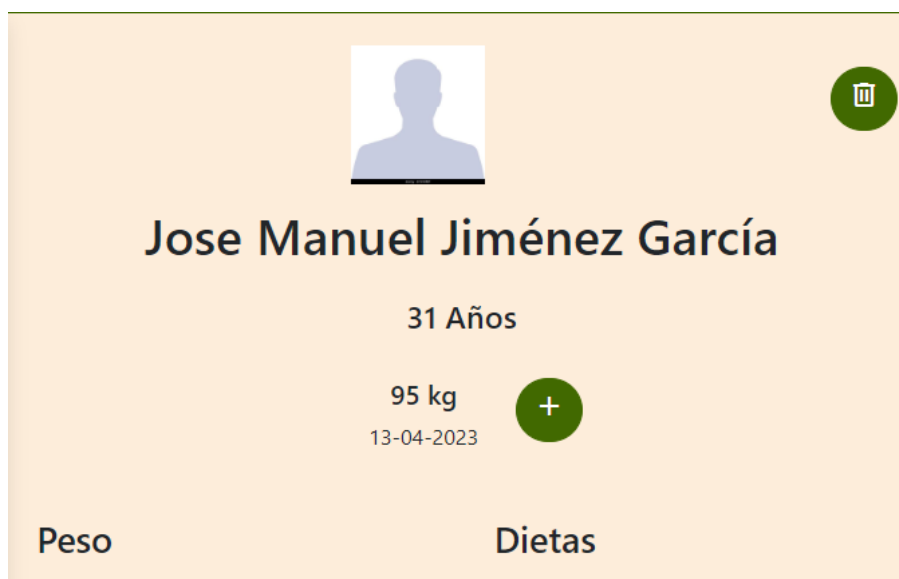 Jose Manuel Jiménez García
31 Años
95 kg
13-04-2023
Peso
Dietas